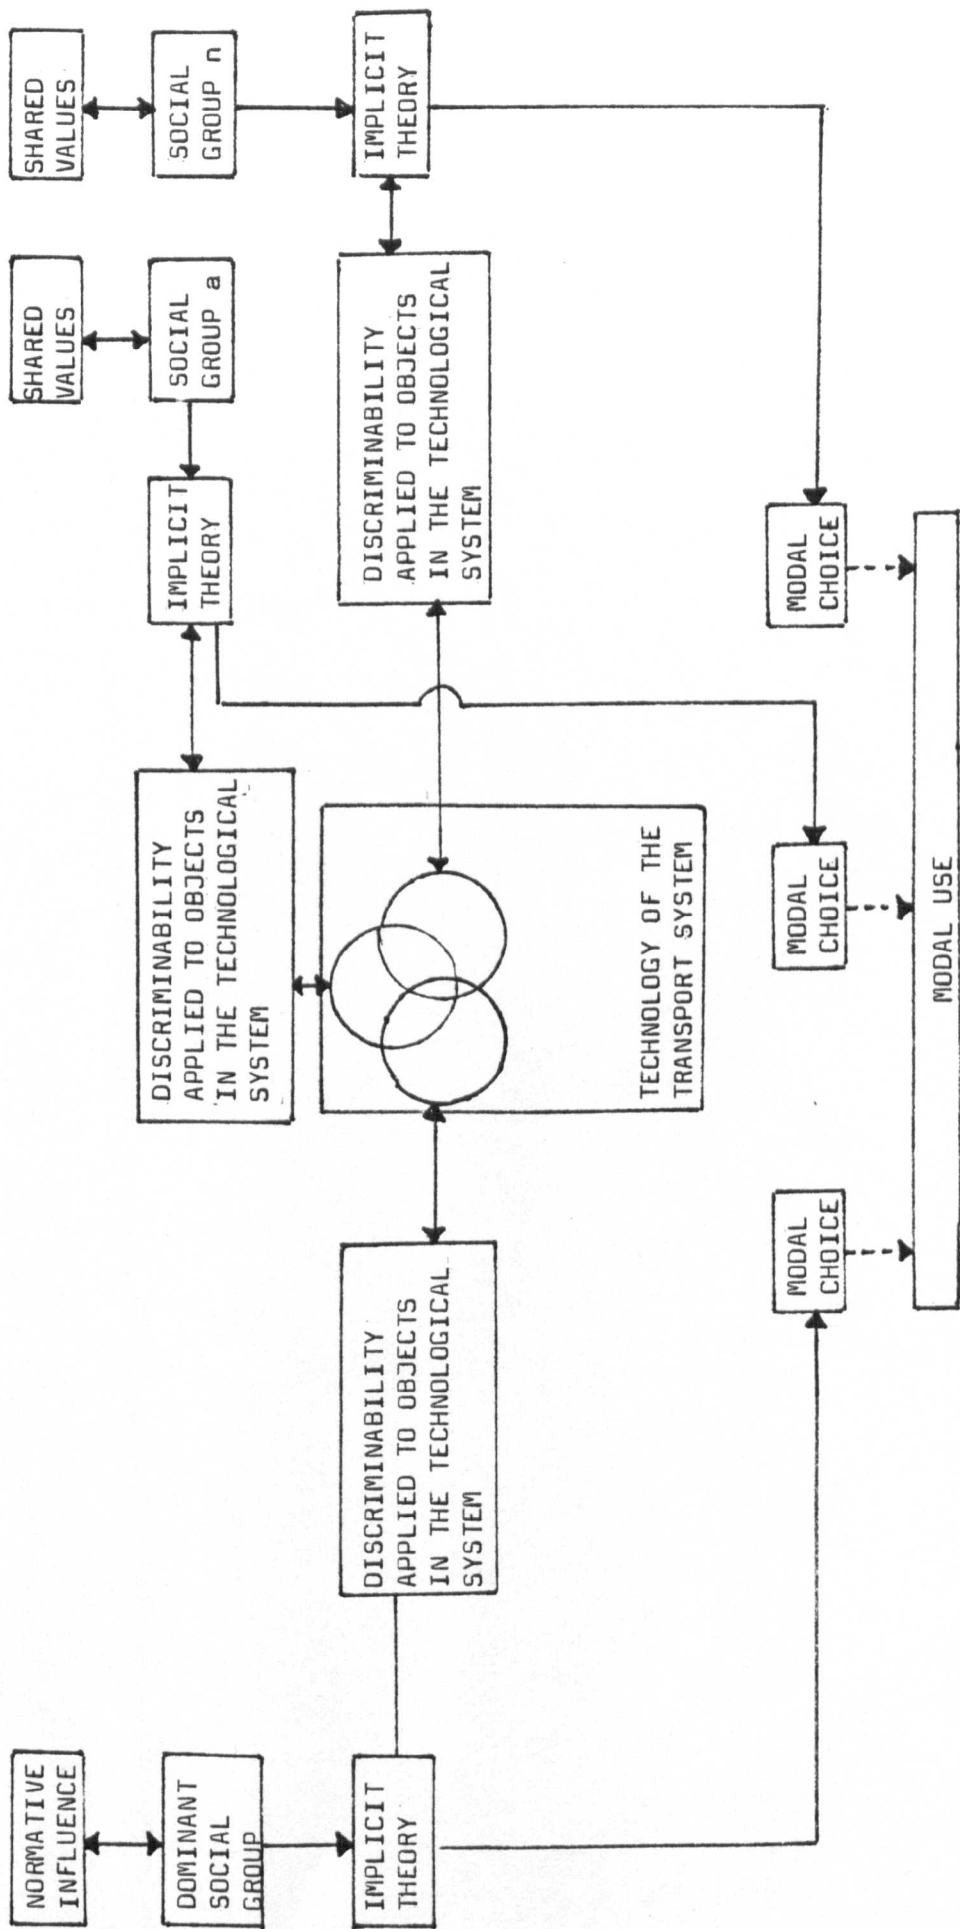 NORMATIVE
INFLUENCE
DOMINANT
SOCIAL
GROUP
IMPLICIT
THEORY
DISCRIMINABILITY
APPLIED TO OBJECTS
IN THE TECHNOLOGICAL
SYSTEM
DISCRIMINABILITY
APPLIED TO OBJECTS
IN THE TECHNOLOGICAL
SYSTEM
TECHNOLOGY OF THE
TRANSPORT SYSTEM
IMPLICIT
THEORY
SHARED
VALUES
SOCIAL
GROUP a
DISCRIMINABILITY
APPLIED TO OBJECTS
IN THE TECHNOLOGICAL
SYSTEM
SHARED
VALUES
SOCIAL
GROUP n
IMPLICIT
THEORY
MODAL
CHOICE
MODAL
CHOICE
MODAL
CHOICE
MODAL USE